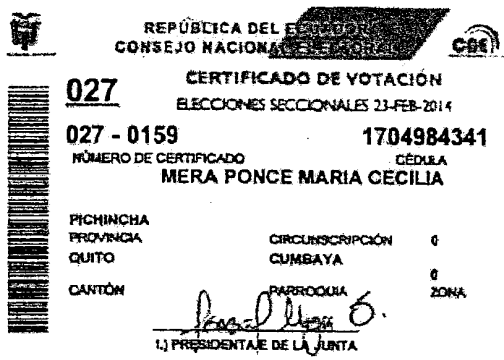 REPÚBLICA DEL ECUADOR
CONSEJO NACIONAL ELECTORAL
CNE
CERTIFICADO DE VOTACIÓN
027
ELECCIONES SECCIONALES 23-FEB-2014
027 - 0159 1704984341
NÚMERO DE CERTIFICADO CÉDULA
MERA PONCE MARIA CECILIA
PICHINCHA
PROVINCIA CIRCUNSCRIPCIÓN 0
QUITO CUMBAYA
0
CANTÓN PARROQUIA ZONA
1.) PRESIDENTA/E DE LA JUNTA